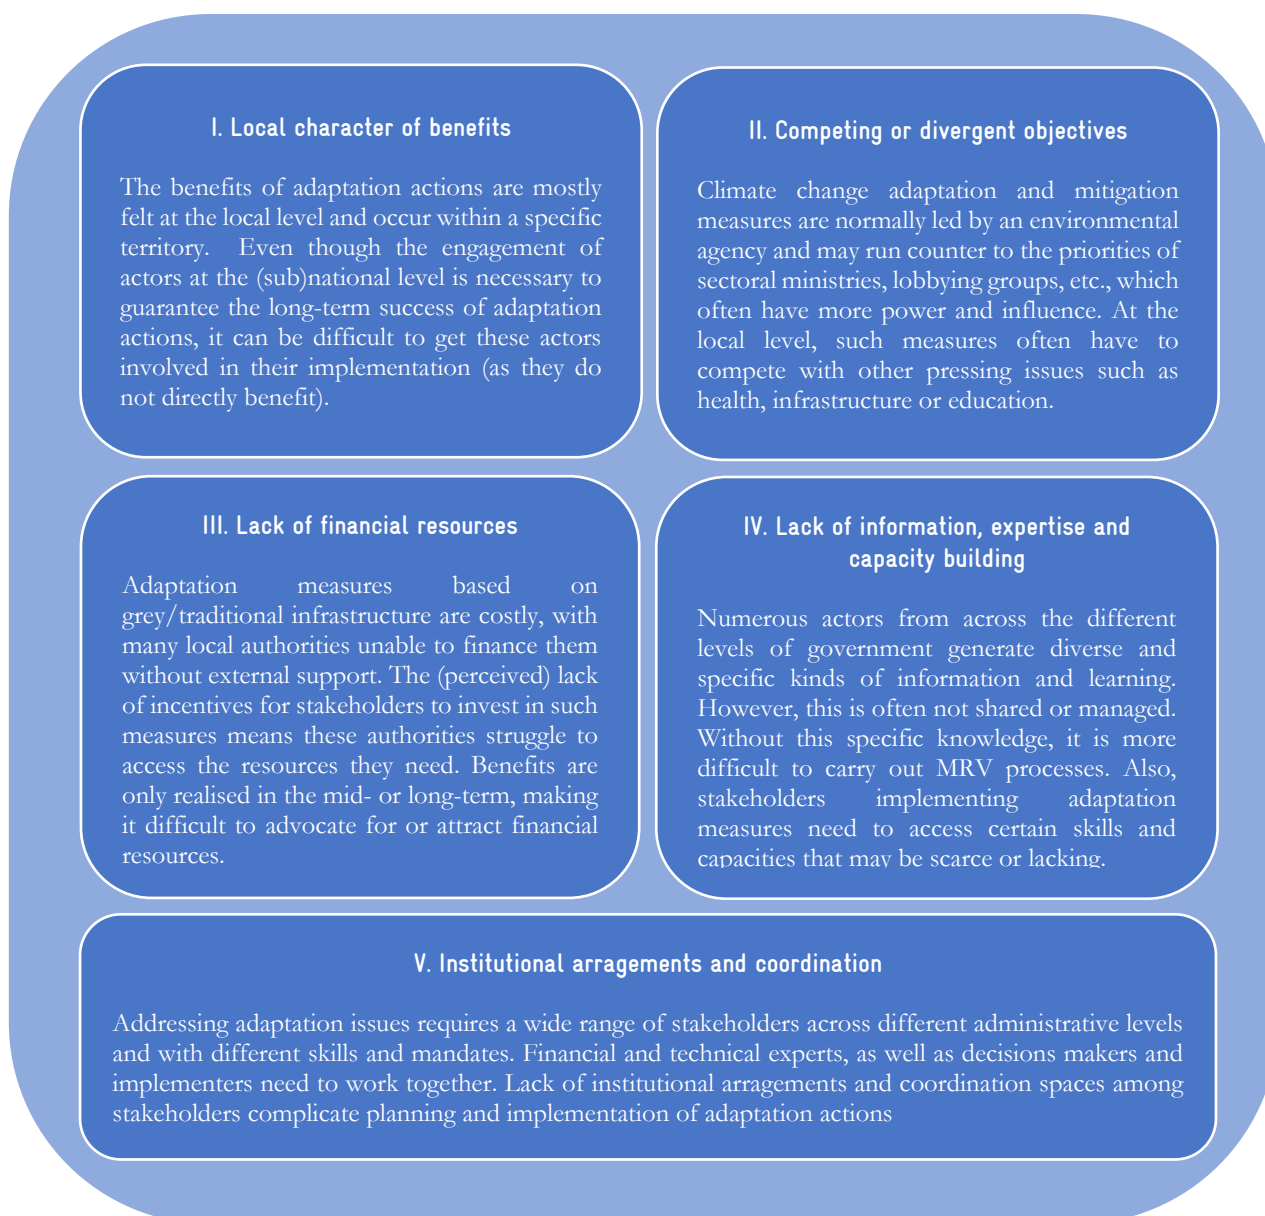 I. Local character of benefits
The benefits of adaptation actions are mostly
felt at the local level and occur within a specific
territory. Even though the engagement of
actors at the (sub)national level is necessary to
guarantee the long-term success of adaptation
actions, it can be difficult to get these actors
involved in their implementation (as they do
not directly benefit).
II. Competing or divergent objectives
Climate change adaptation and mitigation
measures are normally led by an environmental
agency and may run counter to the priorities of
sectoral ministries, lobbying groups, etc., which
often have more power and influence. At the
local level, such measures often have to
compete with other pressing issues such as
health, infrastructure or education.
III. Lack of financial resources
Adaptation measures based on
grey/traditional infrastructure are costly, with
many local authorities unable to finance them
without external support. The (perceived) lack
of incentives for stakeholders to invest in such
measures means these authorities struggle to
access the resources they need. Benefits are
only realised in the mid- or long-term, making
it difficult to advocate for or attract financial
resources.
IV. Lack of information, expertise and
capacity building
Numerous actors from across the different
levels of government generate diverse and
specific kinds of information and learning.
However, this is often not shared or managed.
Without this specific knowledge, it is more
difficult to carry out MRV processes. Also,
stakeholders implementing adaptation
measures need to access certain skills and
capacities that may be scarce or lacking.
V. Institutional arragements and coordination
Addressing adaptation issues requires a wide range of stakeholders across different administrative levels
and with different skills and mandates. Financial and technical experts, as well as decisions makers and
implementers need to work together. Lack of institutional arragements and coordination spaces among
stakeholders complicate planning and implementation of adaptation actions